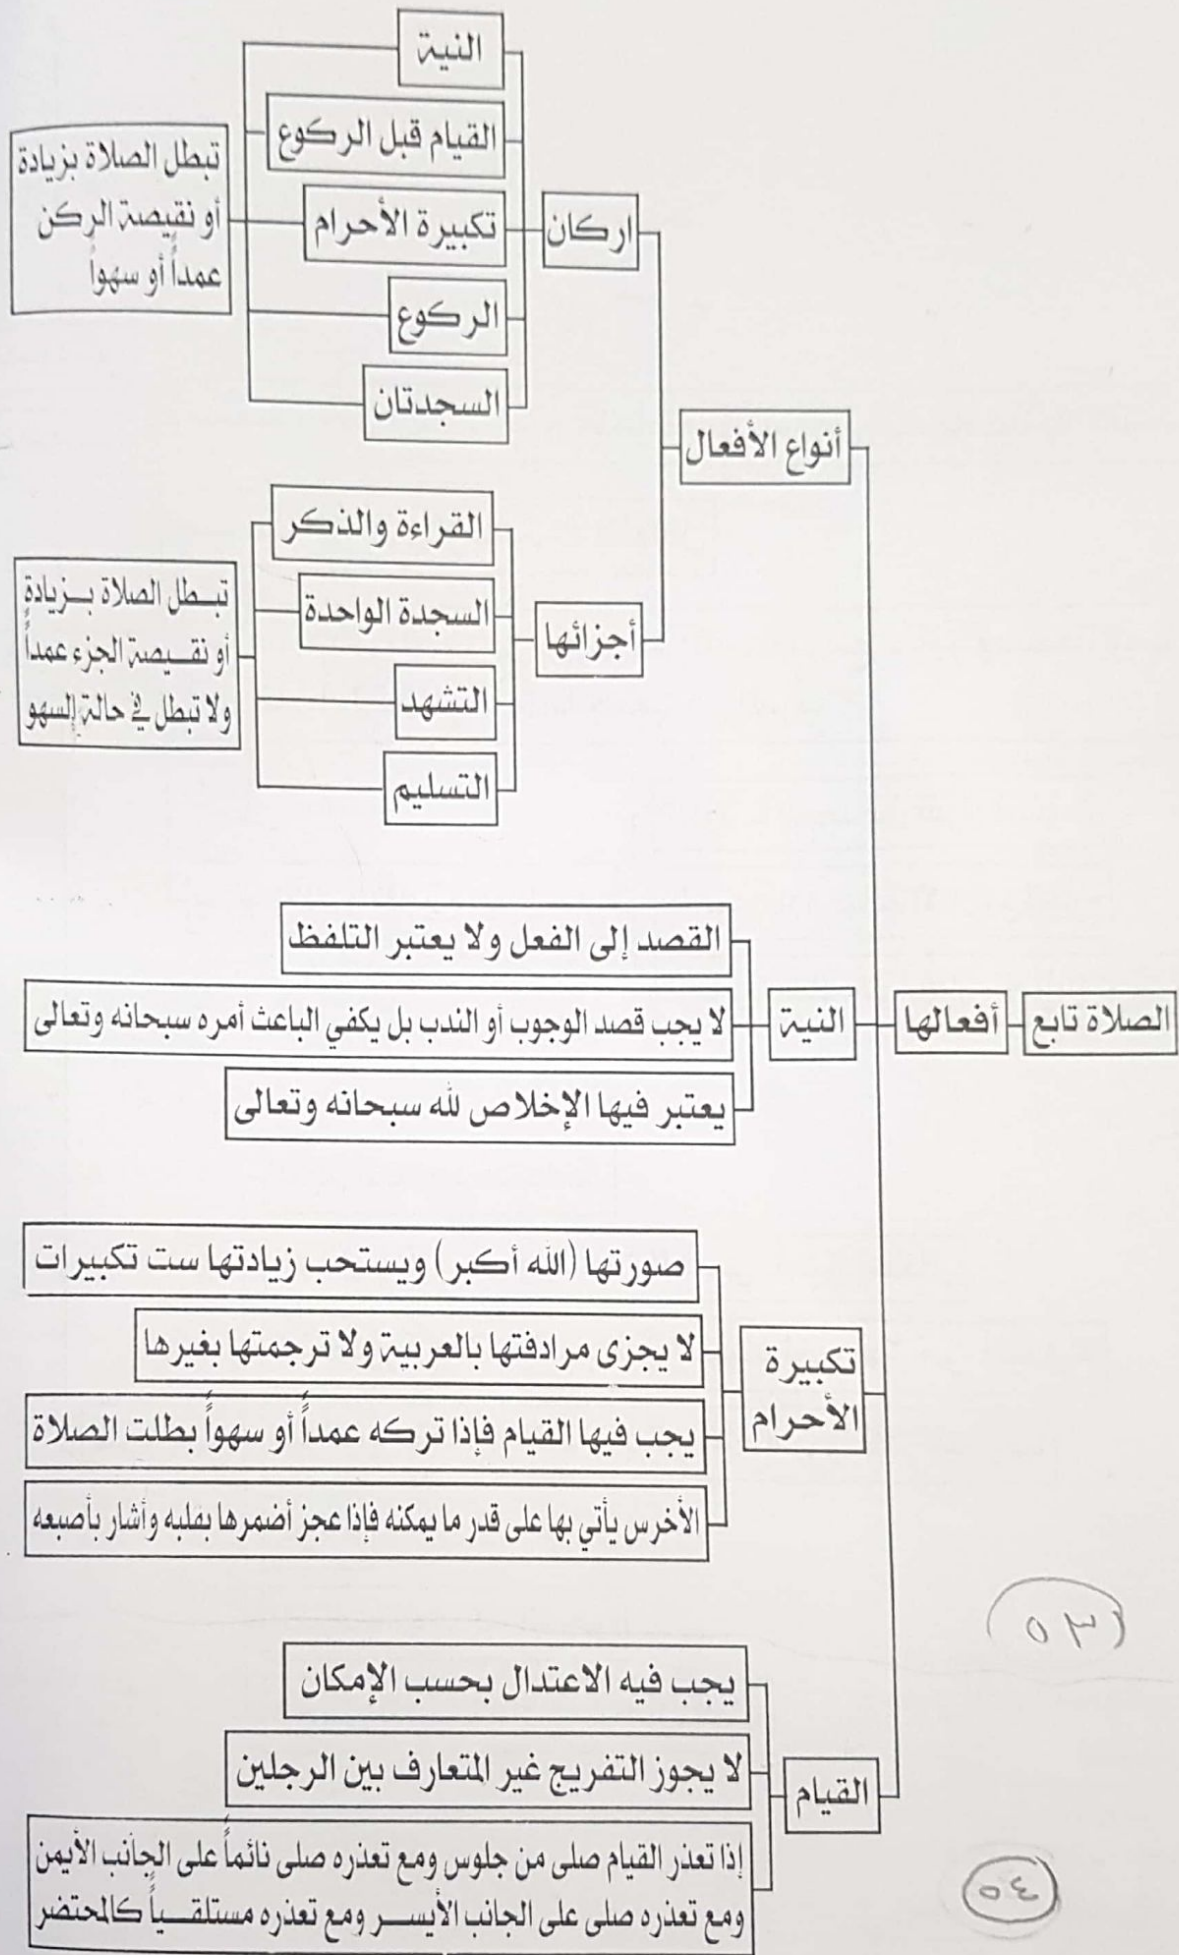 الصلاة تابع
أفعالها
أنواع الأفعال
اركان
النية
القيام قبل الركوع
تكبيرة الأحرام
الركوع
السجدتان
تبطل الصلاة بزيادة
أو نقيصة الركن
عمداً أو سهواً
أجزائها
القراءة والذكر
السجدة الواحدة
التشهد
التسليم
تبطل الصلاة بزيادة
أو نقيصة الجزء عمداً
ولا تبطل في حالة السهو
النية
القصد إلى الفعل ولا يعتبر التلفظ
لا يجب قصد الوجوب أو الندب بل يكفي الباعث أمره سبحانه وتعالى
يعتبر فيها الإخلاص لله سبحانه وتعالى
تكبيرة
الأحرام
صورتها (الله أكبر) ويستحب زيادتها ست تكبيرات
لا يجزى مرادفتها بالعربية ولا ترجمتها بغيرها
يجب فيها القيام فإذا تركه عمداً أو سهواً بطلت الصلاة
الأخرس يأتي بها على قدر ما يمكنه فإذا عجز أضمرها بقلبه وأشار بأصبعه
القيام
يجب فيه الاعتدال بحسب الإمكان
لا يجوز التفريج غير المتعارف بين الرجلين
إذا تعذر القيام صلى من جلوس ومع تعذره صلى نائماً على الجانب الأيمن
ومع تعذره صلى على الجانب الأيسر ومع تعذره مستلقياً كالمحتضر
٥٣
٥٤